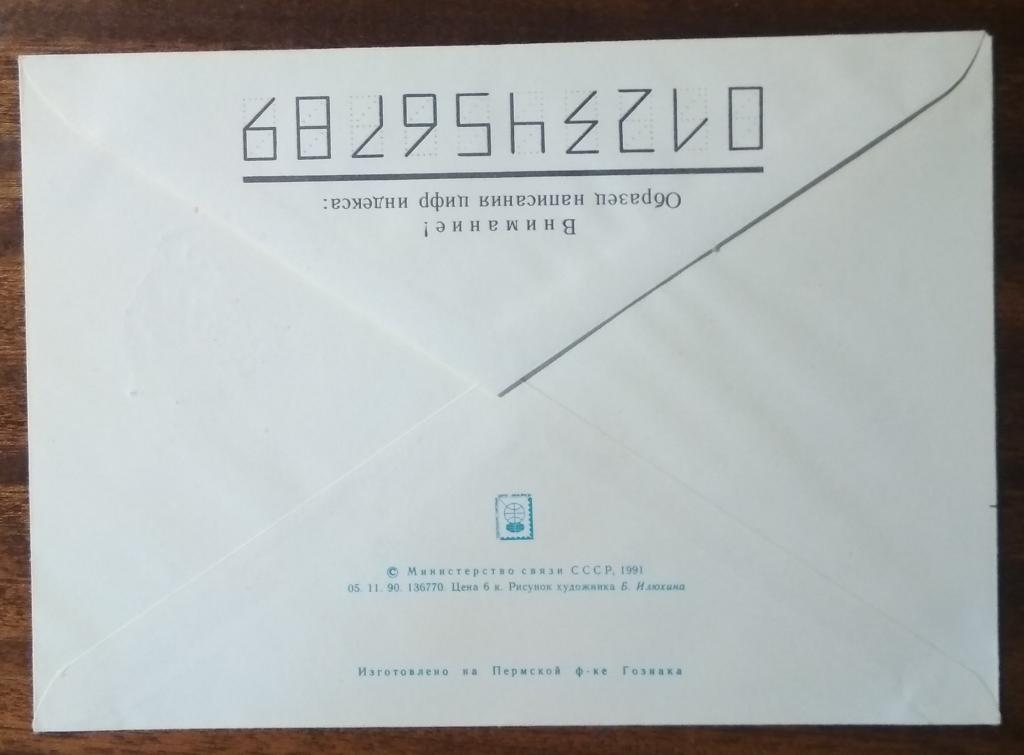 Внимание!
Образец написания цифр индекса:
0123456789
© Министерство связи СССР, 1991
05. 11. 90. 136770. Цена 6 к. Рисунок художника Б. Илюхина
Изготовлено на Пермской ф-ке Гознака